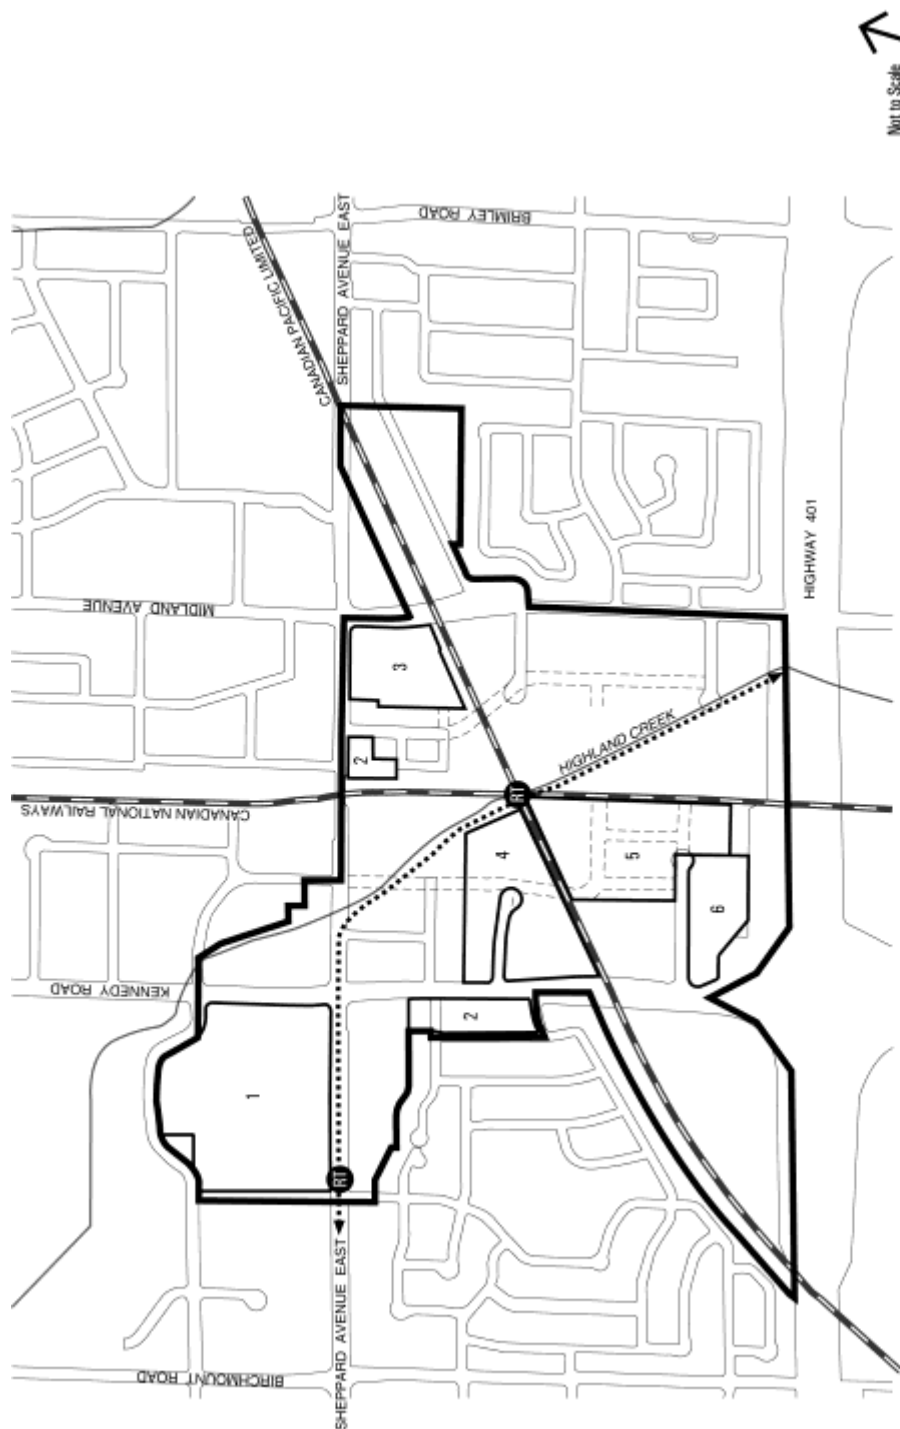 Not to Scale
BRIMLEY ROAD
CANADIAN PACIFIC LIMITED
SHEPPARD AVENUE EAST
HIGHWAY 401
MIDLAND AVENUE
3
2
HIGHLAND CREEK
RT
CANADIAN NATIONAL RAILWAYS
4
5
6
KENNEDY ROAD
2
1
RT
SHEPPARD AVENUE EAST
BIRCHMOUNT ROAD